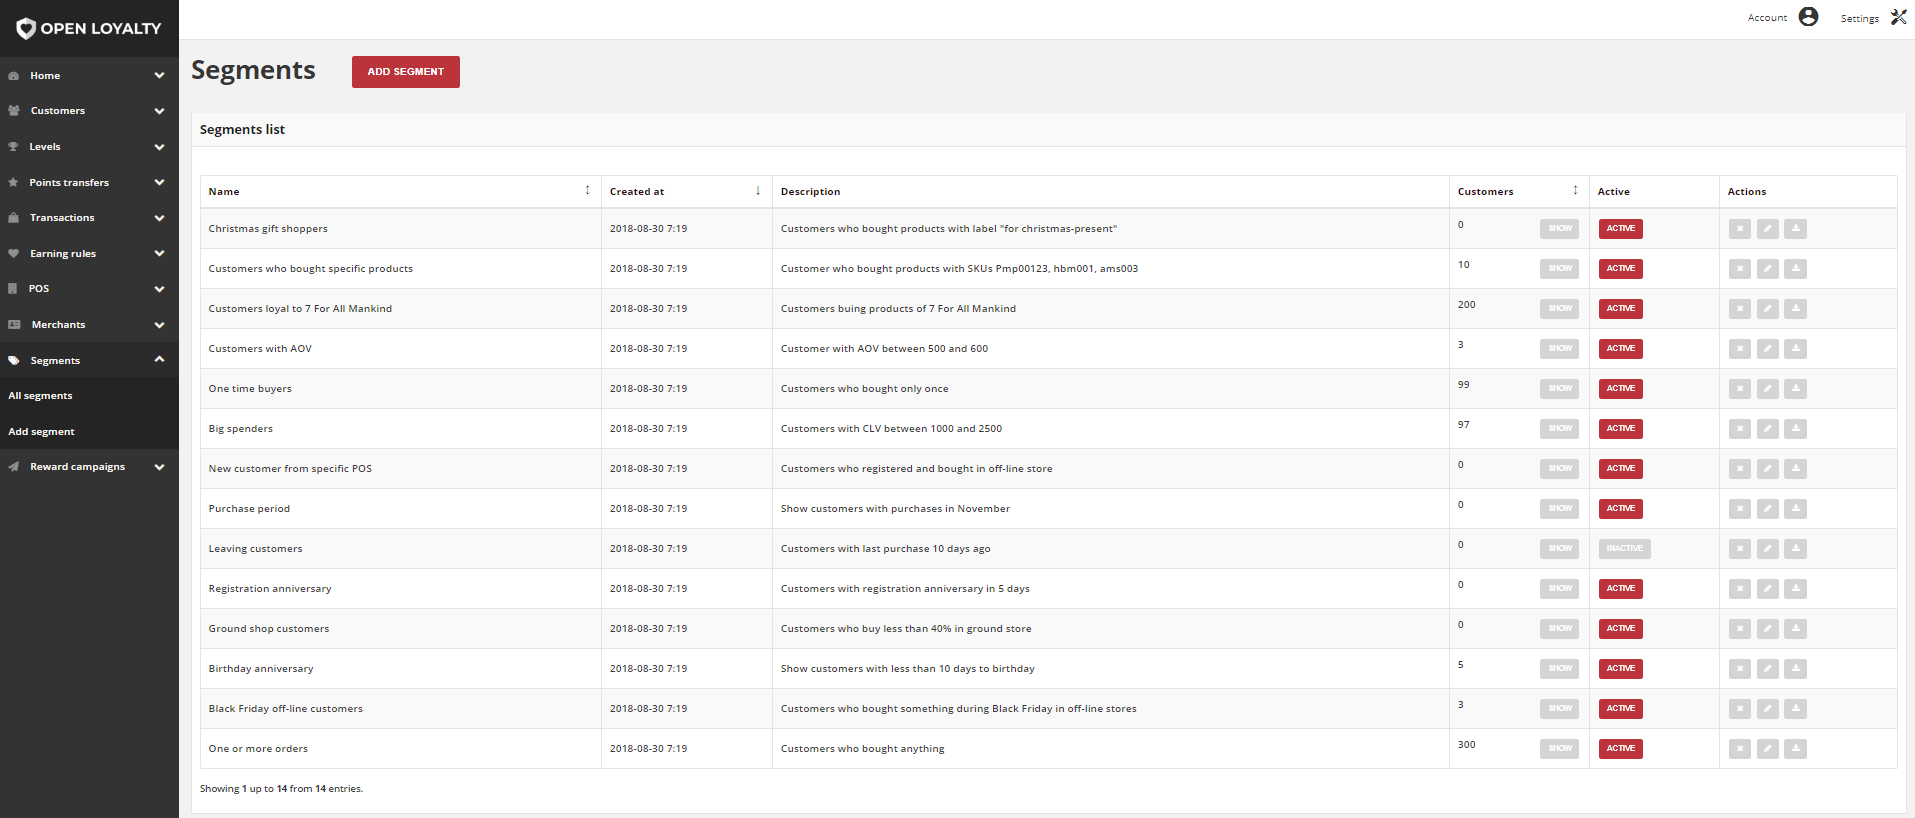 OPEN LOYALTY
Account
Settings
Home
Customers
Levels
Points transfers
Transactions
Earning rules
POS
Merchants
Segments
All segments
Add segment
Reward campaigns
Segments
ADD SEGMENT
Segments list
Name Created at Description Customers Active Actions
Christmas gift shoppers 2018-08-30 7:19 Customers who bought products with label "for christmas-present" 0 SHOW ACTIVE
Customers who bought specific products 2018-08-30 7:19 Customer who bought products with SKUs Pmp00123, hbm001, ams003 10 SHOW ACTIVE
Customers loyal to 7 For All Mankind 2018-08-30 7:19 Customers buing products of 7 For All Mankind 200 SHOW ACTIVE
Customers with AOV 2018-08-30 7:19 Customer with AOV between 500 and 600 3 SHOW ACTIVE
One time buyers 2018-08-30 7:19 Customers who bought only once 99 SHOW ACTIVE
Big spenders 2018-08-30 7:19 Customers with CLV between 1000 and 2500 97 SHOW ACTIVE
New customer from specific POS 2018-08-30 7:19 Customers who registered and bought in off-line store 0 SHOW ACTIVE
Purchase period 2018-08-30 7:19 Show customers with purchases in November 0 SHOW ACTIVE
Leaving customers 2018-08-30 7:19 Customers with last purchase 10 days ago 0 SHOW INACTIVE
Registration anniversary 2018-08-30 7:19 Customers with registration anniversary in 5 days 0 SHOW ACTIVE
Ground shop customers 2018-08-30 7:19 Customers who buy less than 40% in ground store 0 SHOW ACTIVE
Birthday anniversary 2018-08-30 7:19 Show customers with less than 10 days to birthday 5 SHOW ACTIVE
Black Friday off-line customers 2018-08-30 7:19 Customers who bought something during Black Friday in off-line stores 3 SHOW ACTIVE
One or more orders 2018-08-30 7:19 Customers who bought anything 300 SHOW ACTIVE
Showing 1 up to 14 from 14 entries.